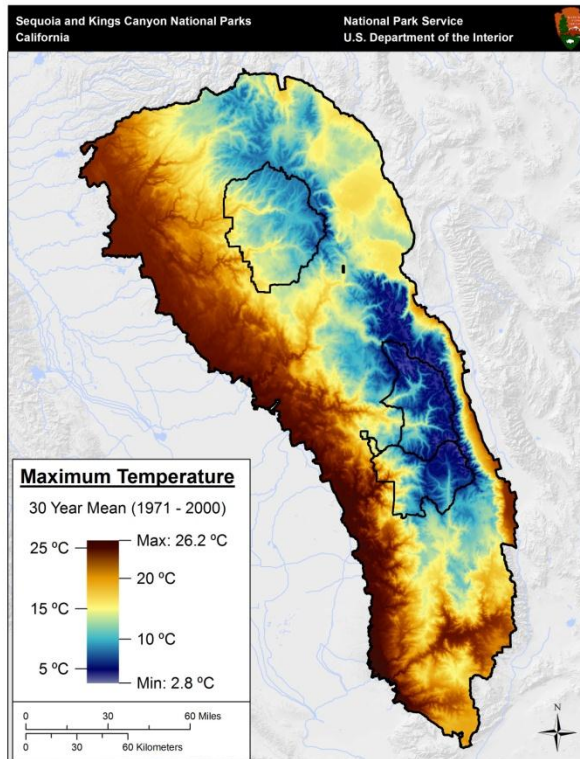 Sequoia and Kings Canyon National Parks
California
National Park Service
U.S. Department of the Interior
Maximum Temperature
30 Year Mean (1971 - 2000)
25 ºC
Max: 26.2 ºC
20 ºC
15 ºC
10 ºC
5 ºC
Min: 2.8 ºC
0 30 60 Miles
0 30 60 Kilometers
N